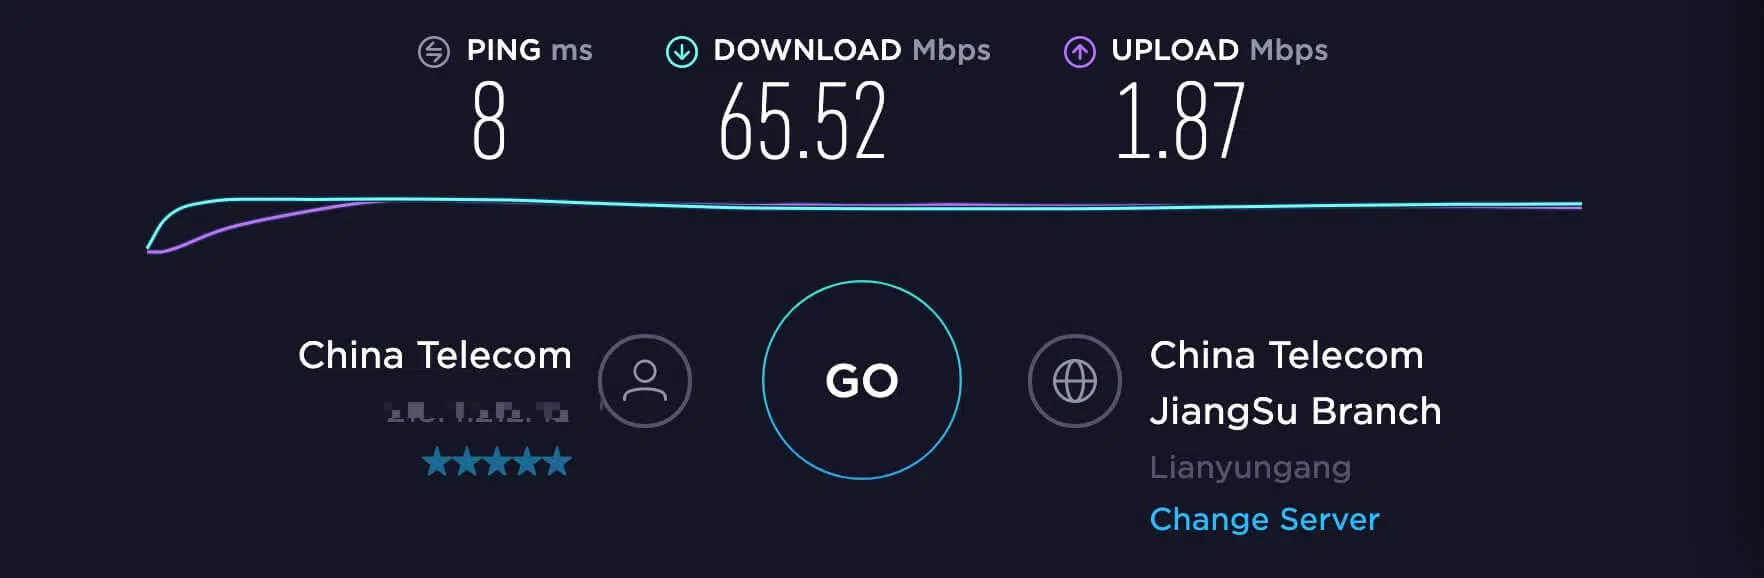 PING ms
DOWNLOAD Mbps
UPLOAD Mbps
8
65.52
1.87
China Telecom
GO
China Telecom
JiangSu Branch
Lianyungang
Change Server